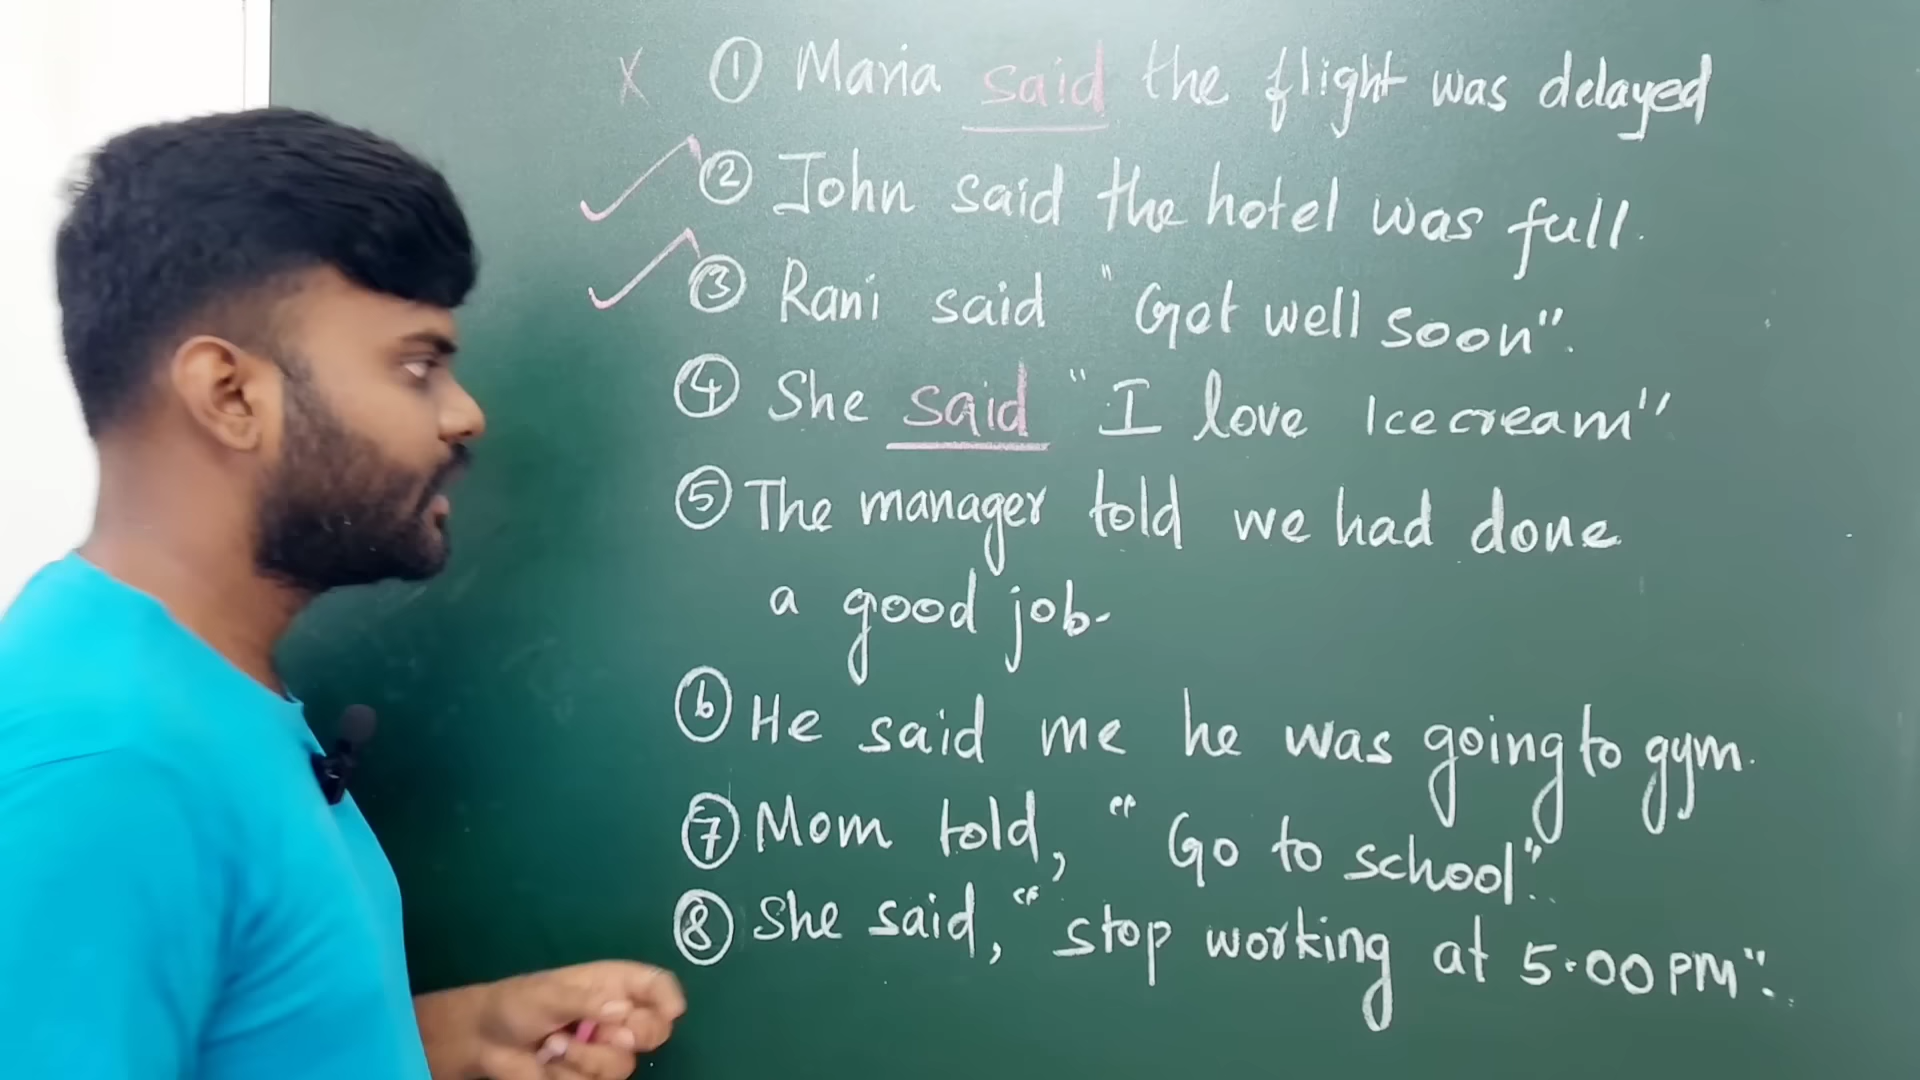 X ① Maria said the flight was delayed
✓ ② John said the hotel was full.
✓ ③ Rani said "Get well soon".
④ She said "I love Icecream"
⑤ The manager told we had done
a good job.
⑥ He said me he was going to gym.
⑦ Mom told, "Go to school".
⑧ She said, "stop working at 5.00 PM".